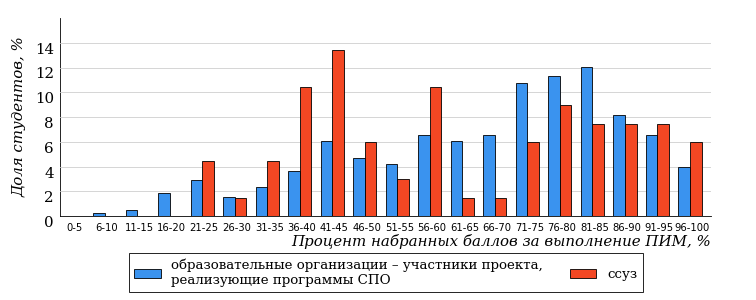 Доля студентов, %
14
12
10
8
6
4
2
0
0-5 6-10 11-15 16-20 21-25 26-30 31-35 36-40 41-45 46-50 51-55 56-60 61-65 66-70 71-75 76-80 81-85 86-90 91-95 96-100
Процент набранных баллов за выполнение ПИМ, %
образовательные организации – участники проекта,
реализующие программы СПО
ссуз